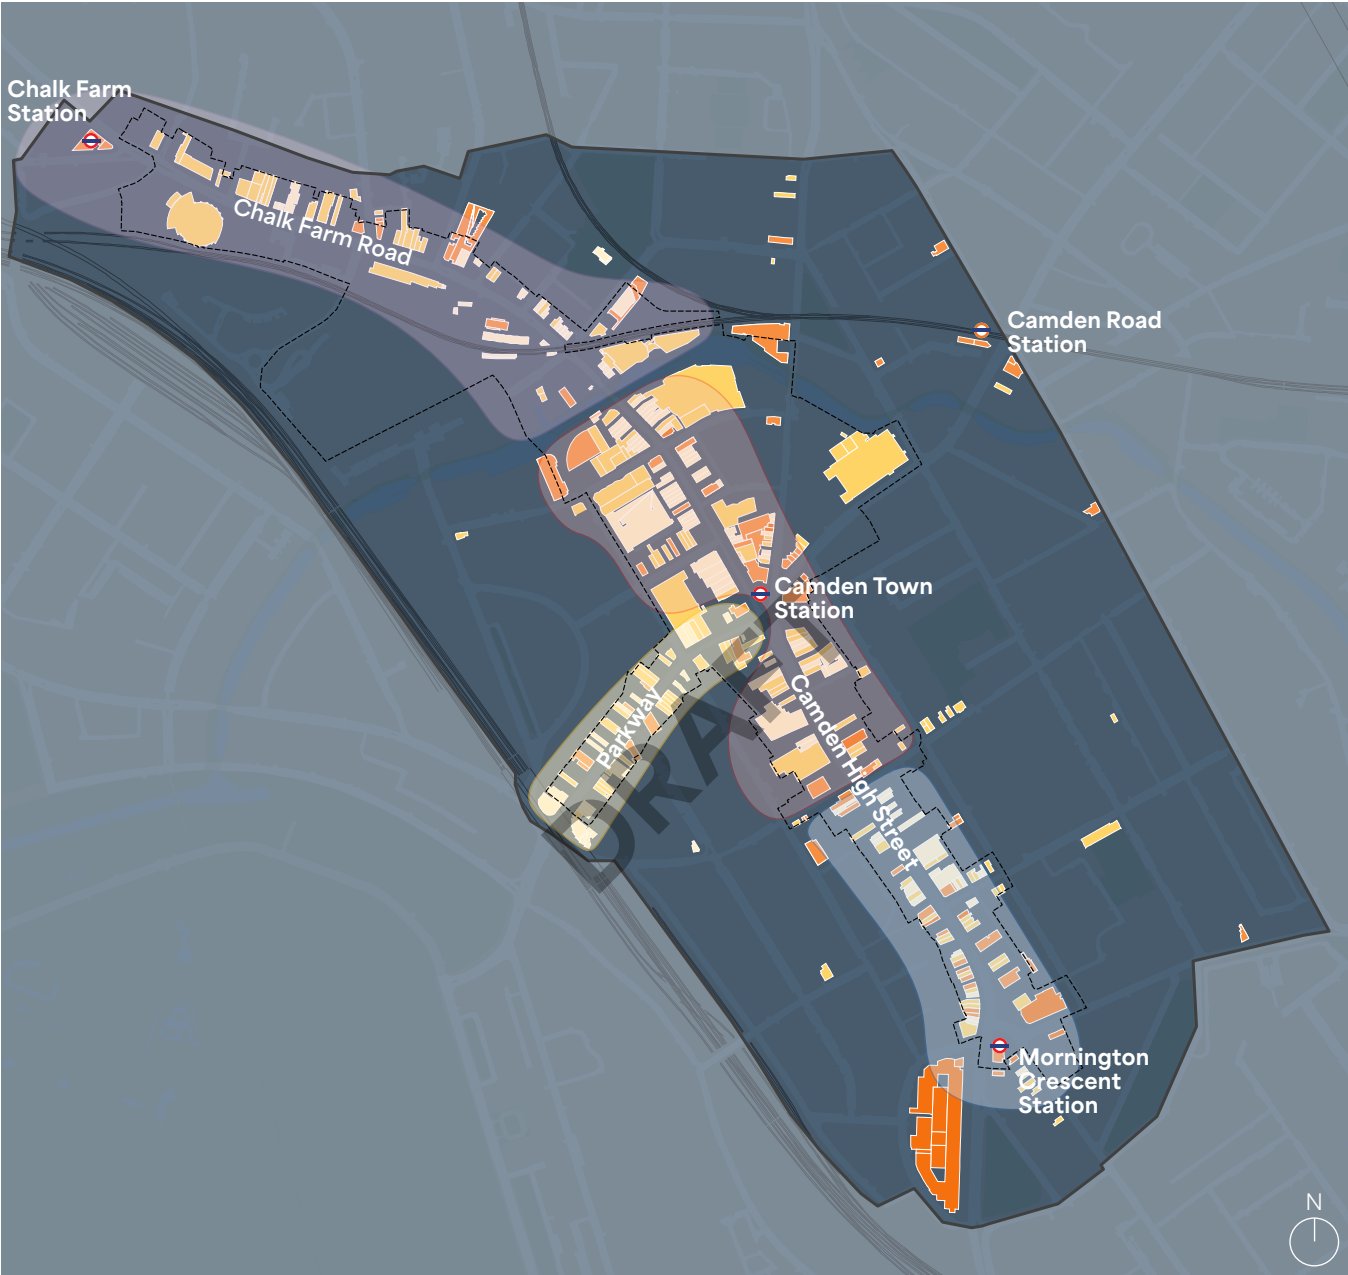 Chalk Farm
Station
Chalk Farm Road
Camden Road
Station
Camden Town
Station
Parkway
Camden High Street
DRAFT
Mornington
Crescent
Station
N